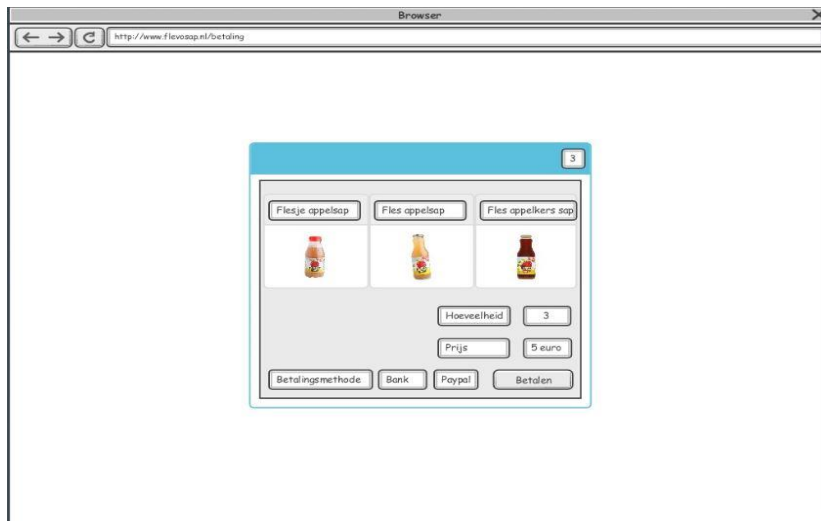 Browser
http://www.flevosap.nl/betaling
3
Flesje appelsap
Fles appelsap
Fles appelkers sap
Hoeveelheid
3
Prijs
5 euro
Betalingsmethode
Bank
Paypal
Betalen